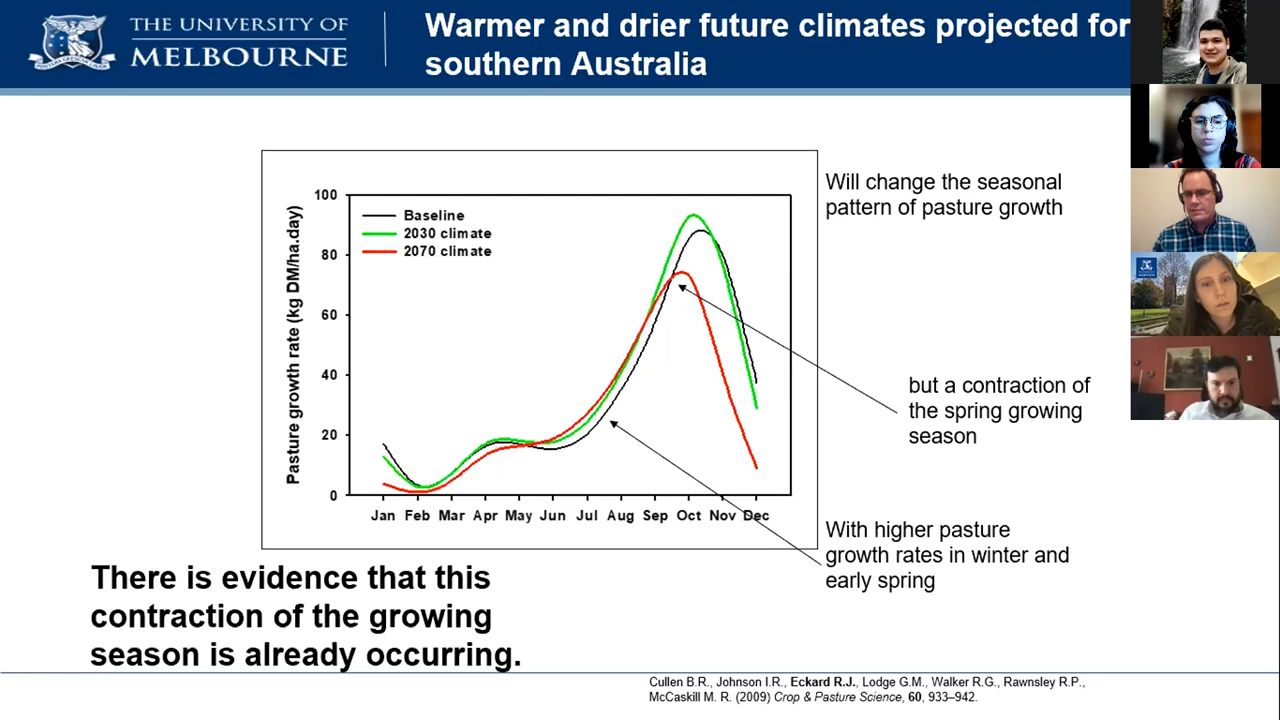 THE UNIVERSITY OF
MELBOURNE
Warmer and drier future climates projected for
southern Australia
Will change the seasonal
pattern of pasture growth
Pasture growth rate (kg DM/ha.day)
100
80
60
40
20
0
Baseline
2030 climate
2070 climate
Jan Feb Mar Apr May Jun Jul Aug Sep Oct Nov Dec
but a contraction of
the spring growing
season
With higher pasture
growth rates in winter and
early spring
There is evidence that this
contraction of the growing
season is already occurring.
Cullen B.R., Johnson I.R., Eckard R.J., Lodge G.M., Walker R.G., Rawnsley R.P.,
McCaskill M. R. (2009) Crop & Pasture Science, 60, 933–942.